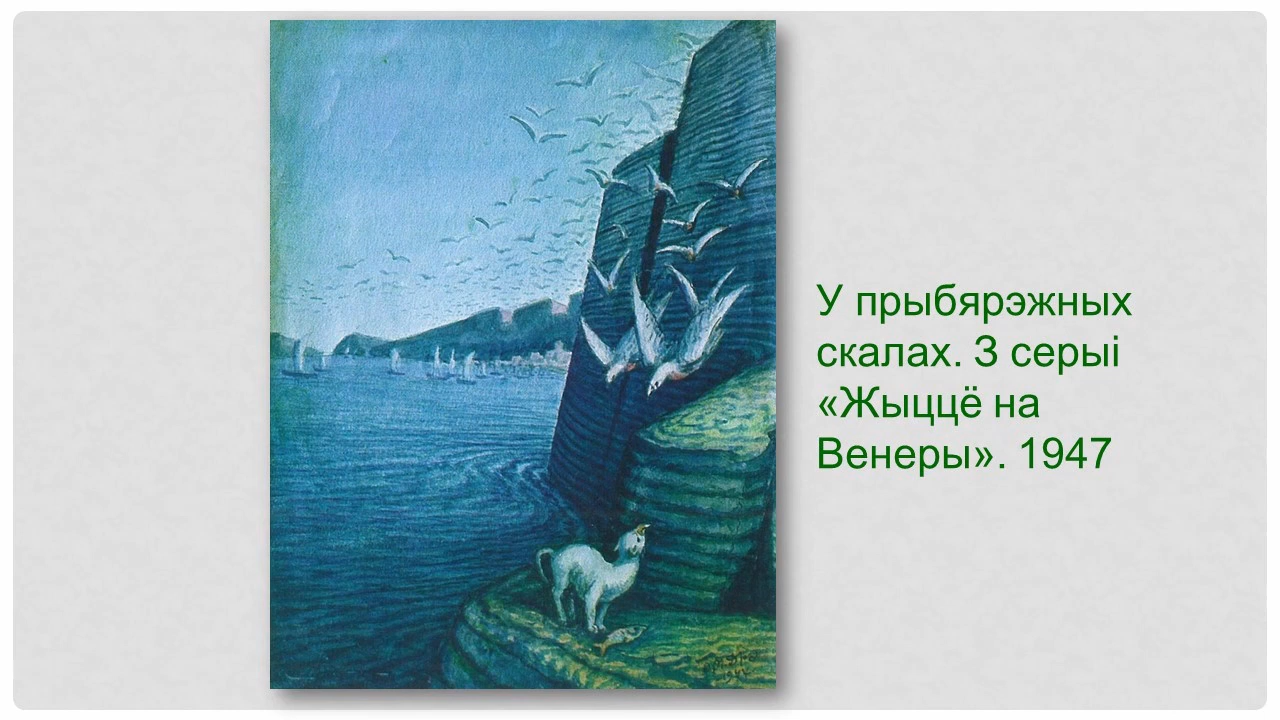 У прыбярэжных
скалах. З серыі
«Жыццё на
Венеры». 1947